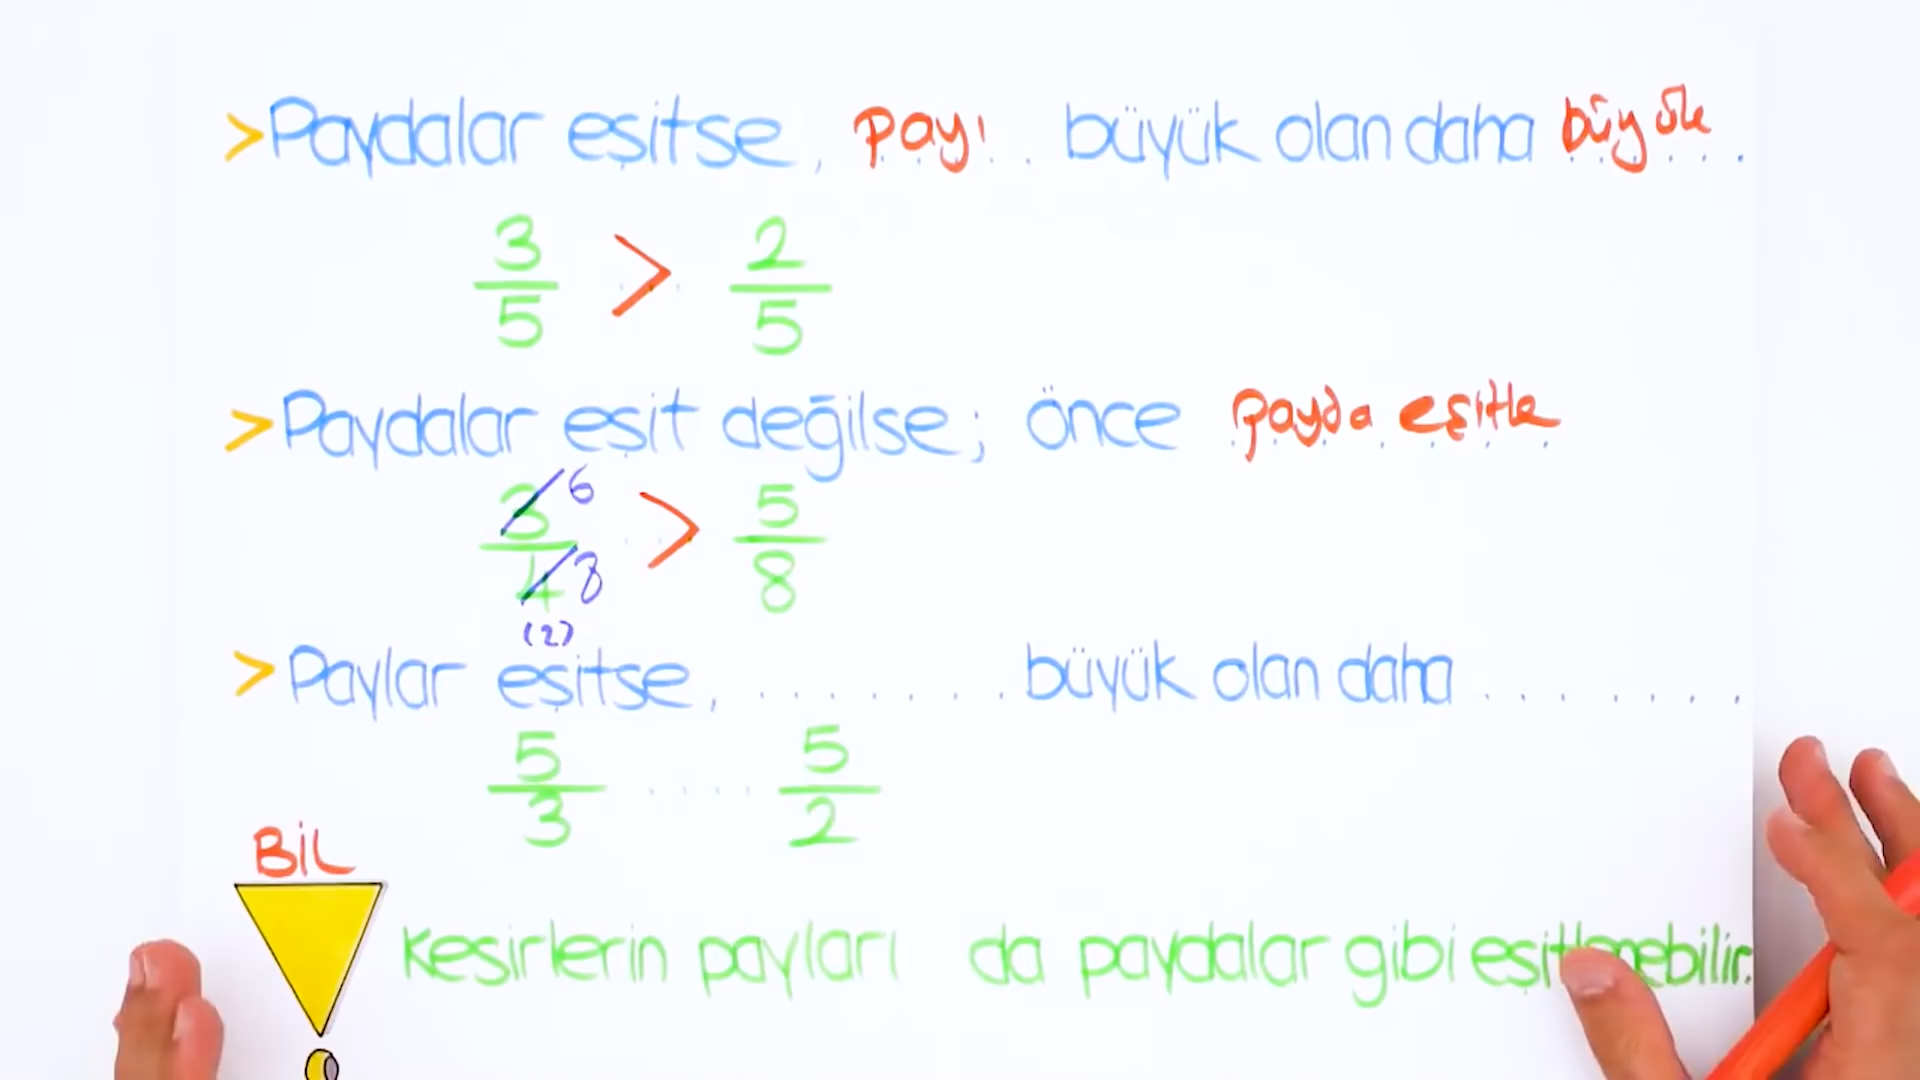 > Paydalar eşitse, payı büyük olan daha büyük.
3/5 > 2/5
> Paydalar eşit değilse; önce payda eşitle
3/4 6/8 (2) > 5/8
> Paylar eşitse, ........ büyük olan daha ........
5/3 .... 5/2
BİL
Kesirlerin payları da paydalar gibi eşitlenebilir.